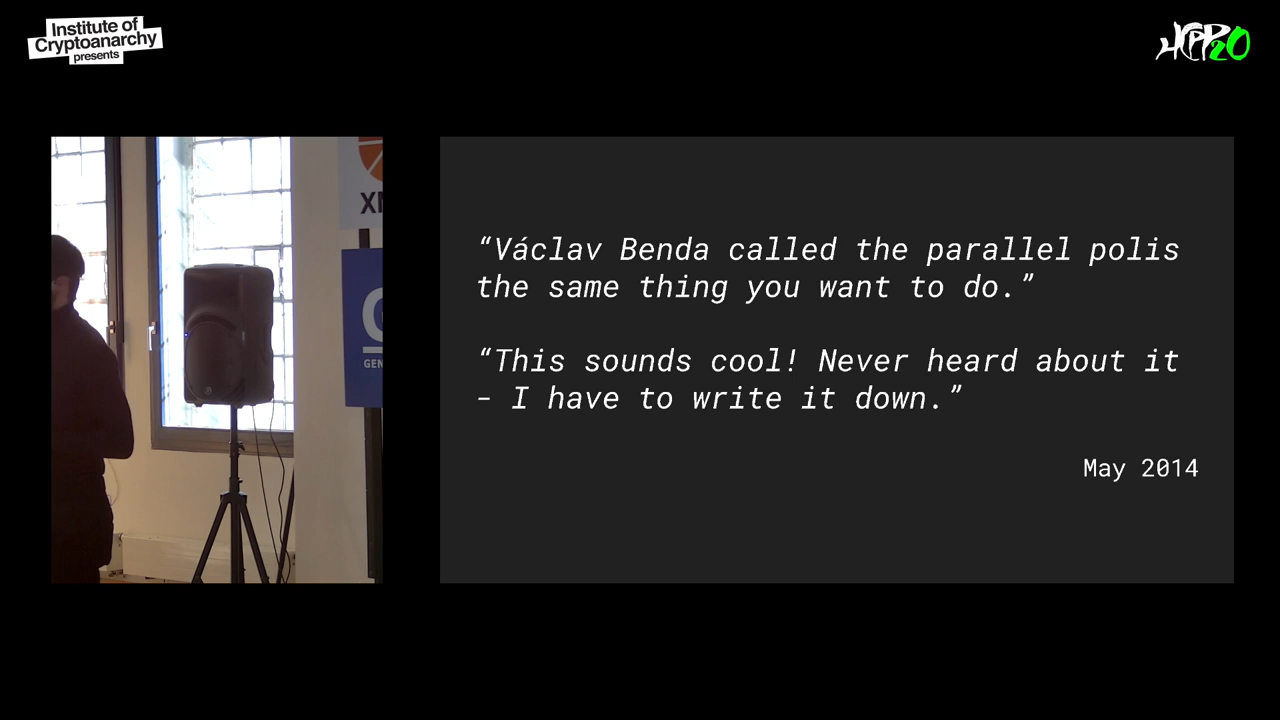 Institute of
Cryptoanarchy
presents
HCPP20
“Václav Benda called the parallel polis
the same thing you want to do.”
“This sounds cool! Never heard about it
- I have to write it down.”
May 2014